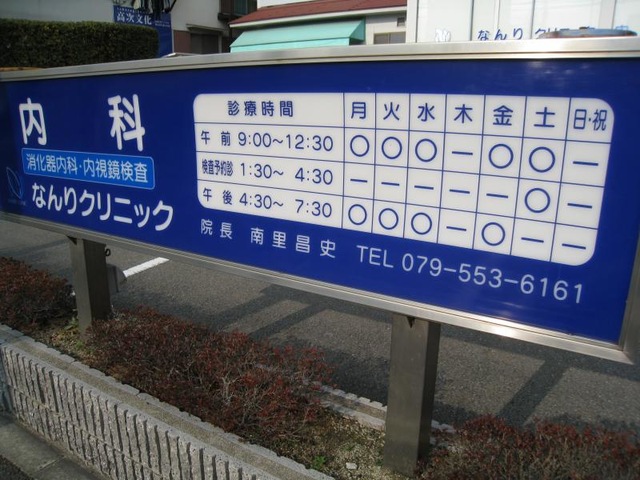 高次文化
なんりクリニック
内科
消化器内科・内視鏡検査
なんりクリニック
診療時間 月 火 水 木 金 土 日・祝
午前 9:00〜12:30 ○ ○ ○ − ○ ○ −
検査予約診 1:30〜4:30 − − − − − ○ −
午後 4:30〜7:30 ○ ○ ○ − ○ − −
院長 南里昌史 TEL 079-553-6161